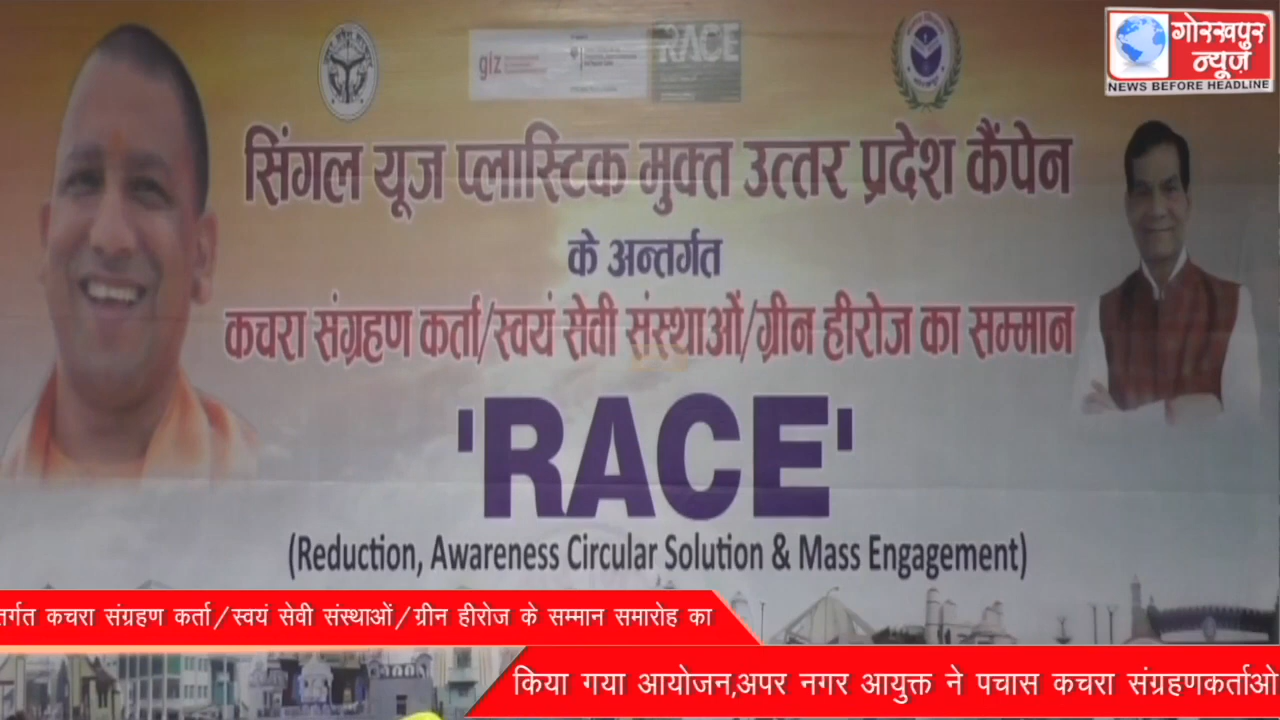 गोरखपुर
न्यूज़
NEWS BEFORE HEADLINE
giz
RACE
सिंगल यूज प्लास्टिक मुक्त उत्तर प्रदेश कैंपेन
के अन्तर्गत
कचरा संग्रहण कर्ता/स्वयं सेवी संस्थाओं/ग्रीन हीरोज का सम्मान
'RACE'
(Reduction, Awareness Circular Solution & Mass Engagement)
कचरा संग्रहण कर्ता/स्वयं सेवी संस्थाओं/ग्रीन हीरोज के सम्मान समारोह का
किया गया आयोजन,अपर नगर आयुक्त ने पचास कचरा संग्रहणकर्ताओ